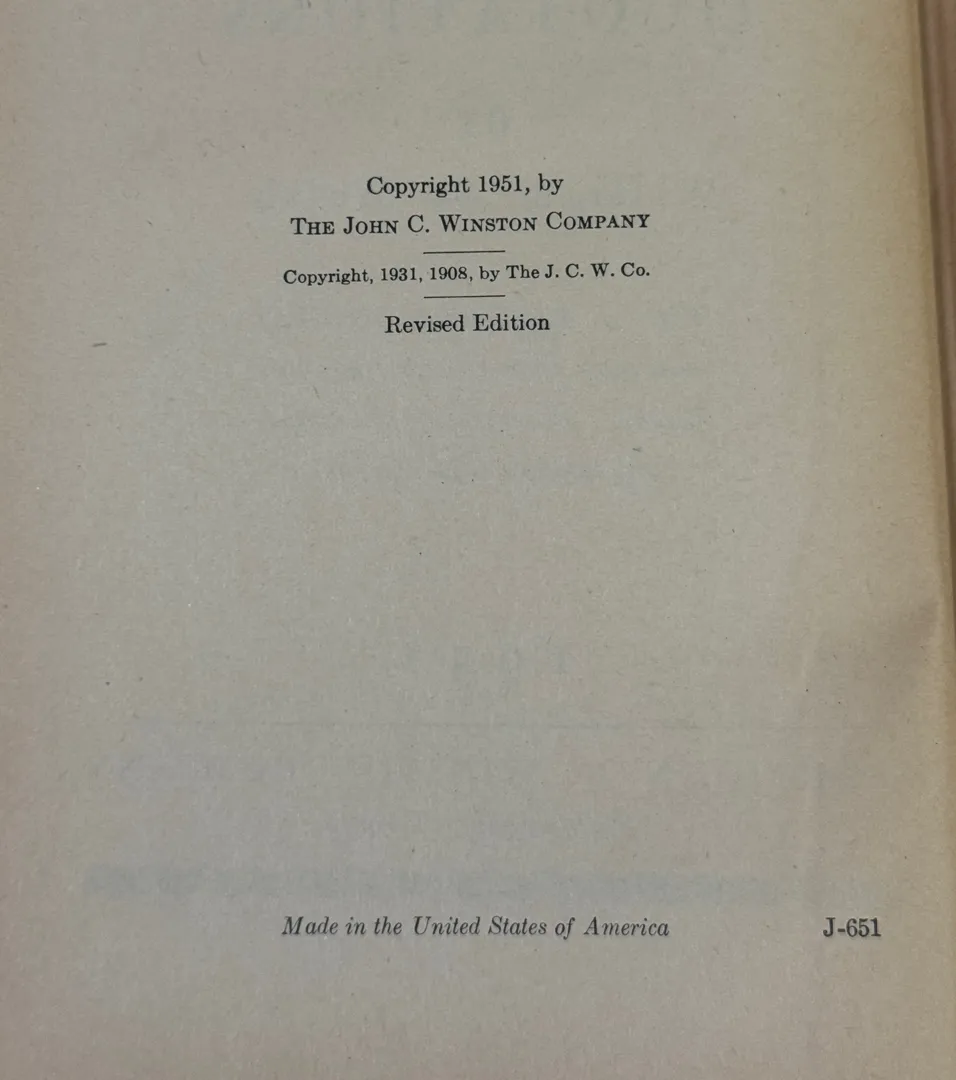 Copyright 1951, by
THE JOHN C. WINSTON COMPANY
Copyright, 1931, 1908, by The J. C. W. Co.
Revised Edition
Made in the United States of America J-651